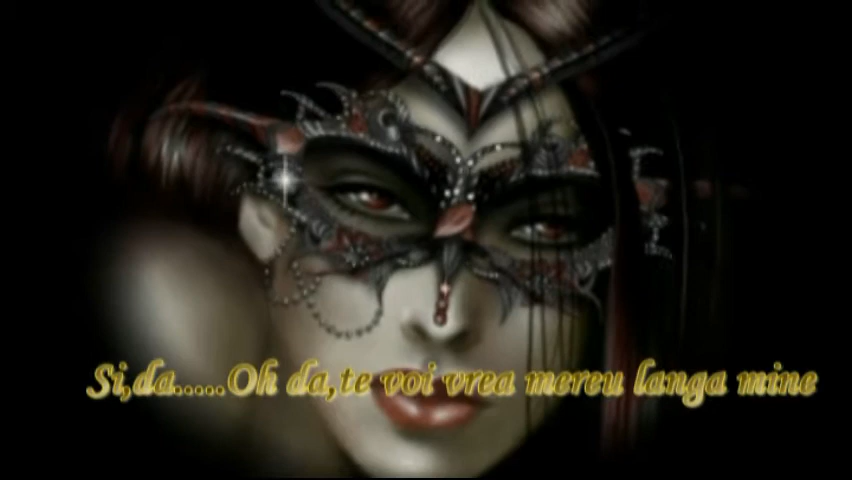 Si,da.....Oh da,te voi vrea mereu langa mine